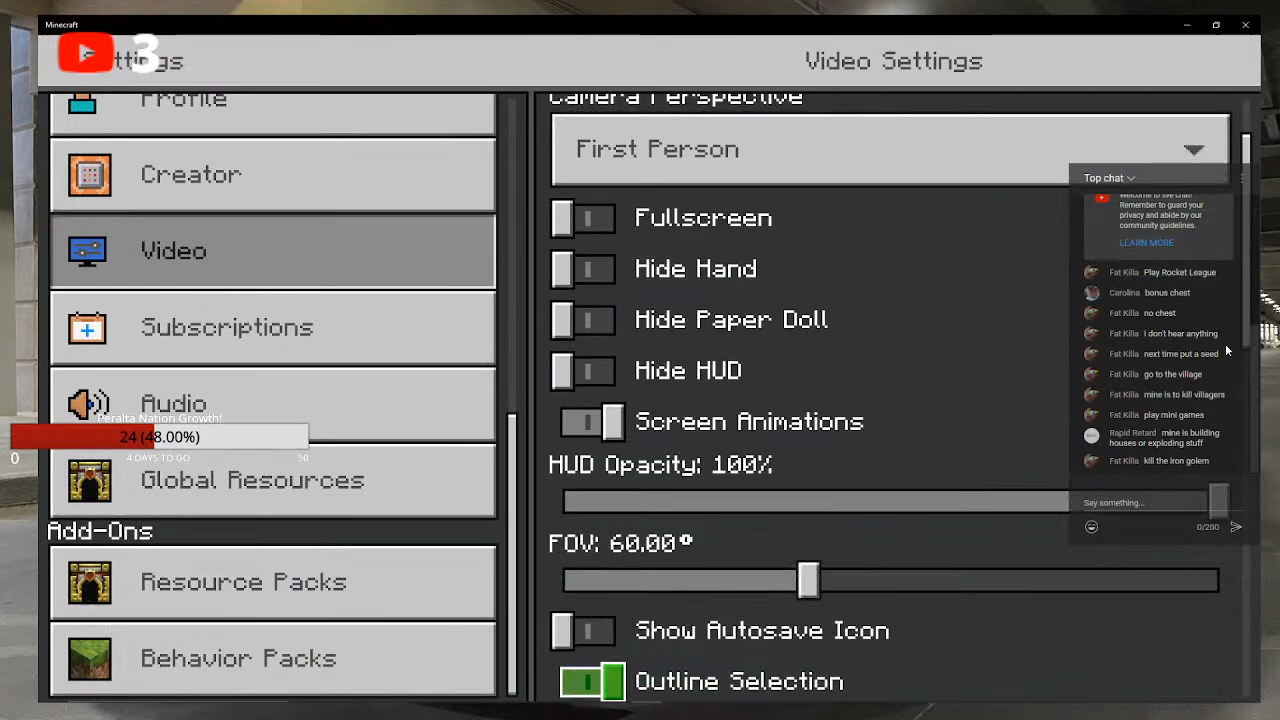 Minecraft
3
ttings
Video Settings
Profile
Creator
Video
Subscriptions
Audio
Peralta Nation Growth!
24 (48.00%)
0
4 DAYS TO GO
50
Global Resources
Add-Ons
Resource Packs
Behavior Packs
Camera Perspective
First Person
Fullscreen
Hide Hand
Hide Paper Doll
Hide HUD
Screen Animations
HUD Opacity: 100%
FOV: 60.00°
Show Autosave Icon
Outline Selection
Top chat
Welcome to live chat!
Remember to guard your
privacy and abide by our
community guidelines.
LEARN MORE
Fat Killa Play Rocket League
Carolina bonus chest
Fat Killa no chest
Fat Killa I don't hear anything
Fat Killa next time put a seed
Fat Killa go to the village
Fat Killa mine is to kill villagers
Fat Killa play mini games
Rapid Retard mine is building
houses or exploding stuff
Fat Killa kill the iron golem
Say something...
0/200